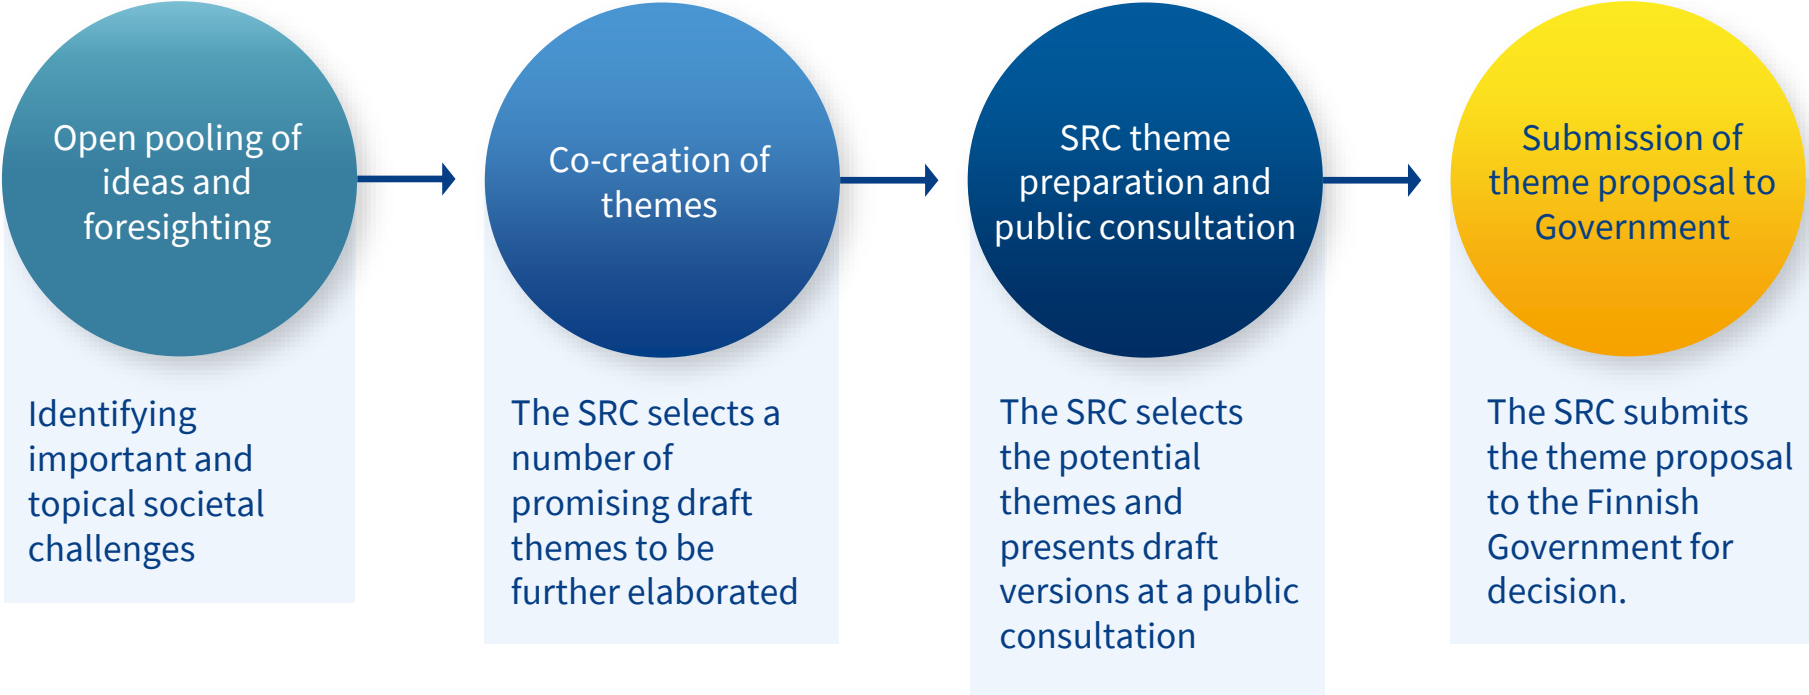 Open pooling of
ideas and
foresighting
Identifying
important and
topical societal
challenges
Co-creation of
themes
The SRC selects a
number of
promising draft
themes to be
further elaborated
SRC theme
preparation and
public consultation
The SRC selects
the potential
themes and
presents draft
versions at a public
consultation
Submission of
theme proposal to
Government
The SRC submits
the theme proposal
to the Finnish
Government for
decision.